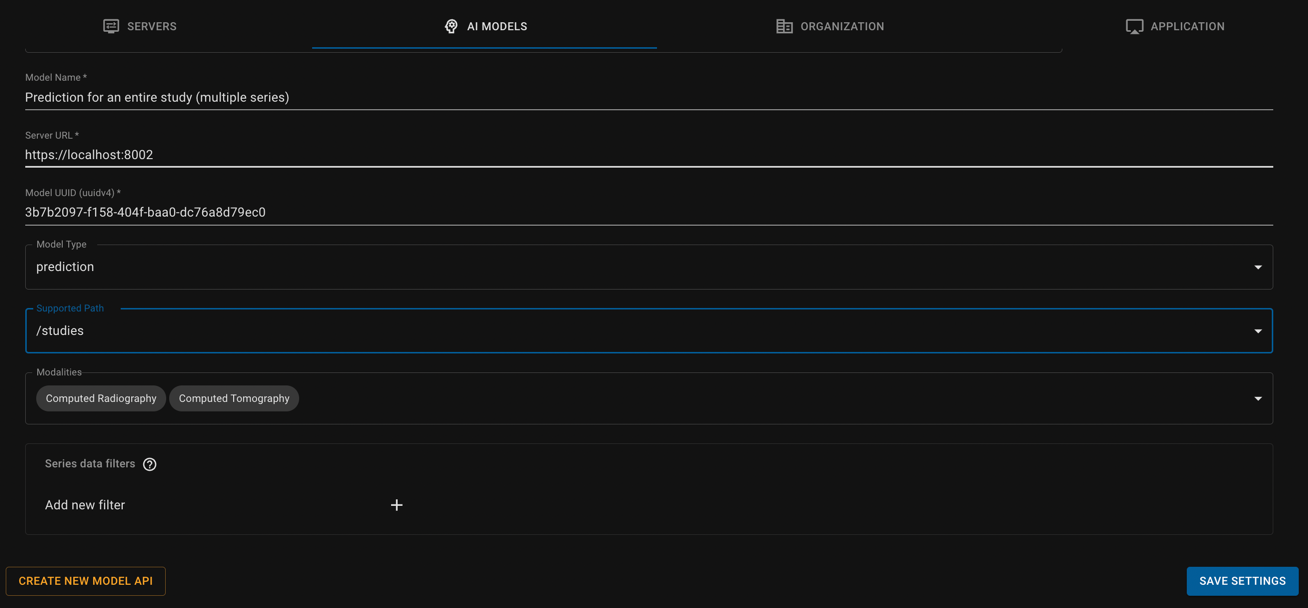 SERVERS
AI MODELS
ORGANIZATION
APPLICATION
Model Name *
Prediction for an entire study (multiple series)
Server URL *
https://localhost:8002
Model UUID (uuidv4) *
3b7b2097-f158-404f-baa0-dc76a8d79ec0
Model Type
prediction
Supported Path
/studies
Modalities
Computed Radiography Computed Tomography
Series data filters ?
Add new filter +
CREATE NEW MODEL API
SAVE SETTINGS